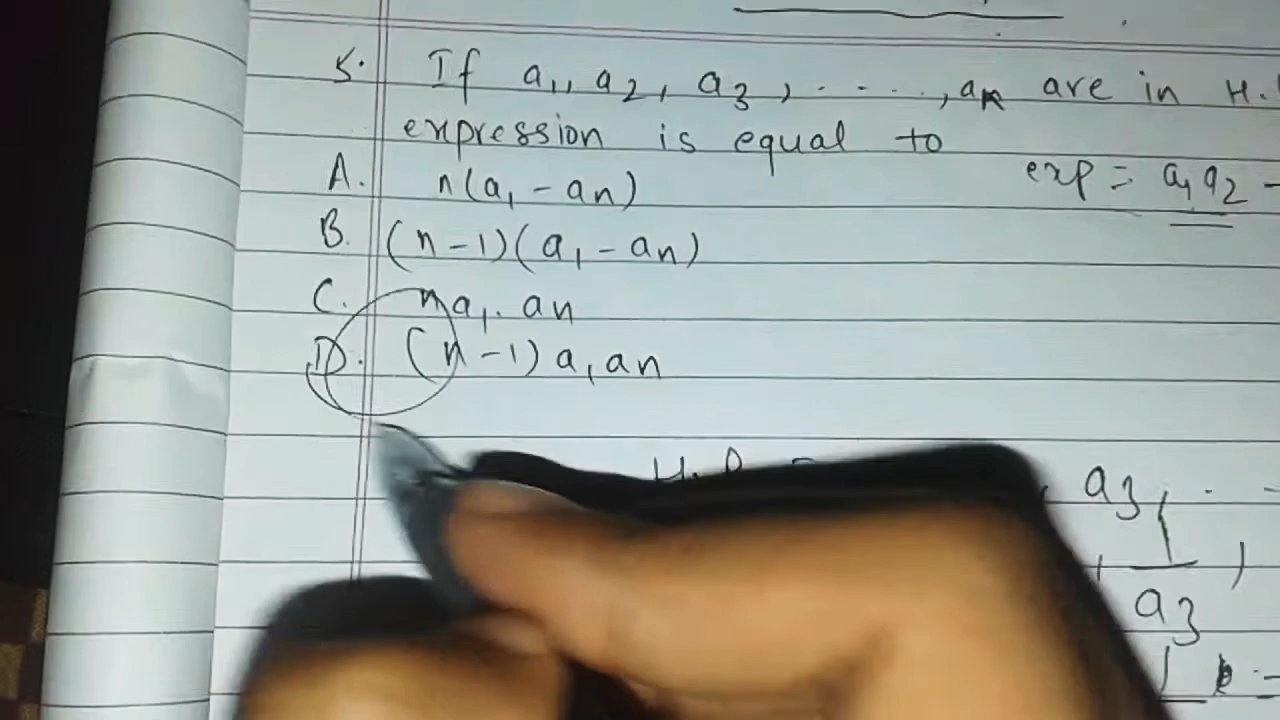 5. If a₁, a₂, a₃, ....., aₙ are in H.
expression is equal to
exp = a₁a₂ -
A. n(a₁ - aₙ)
B. (n-1)(a₁ - aₙ)
C. na₁. aₙ
D. (n-1)a₁aₙ
H.P a₃, . -
, 1/a₃ ,